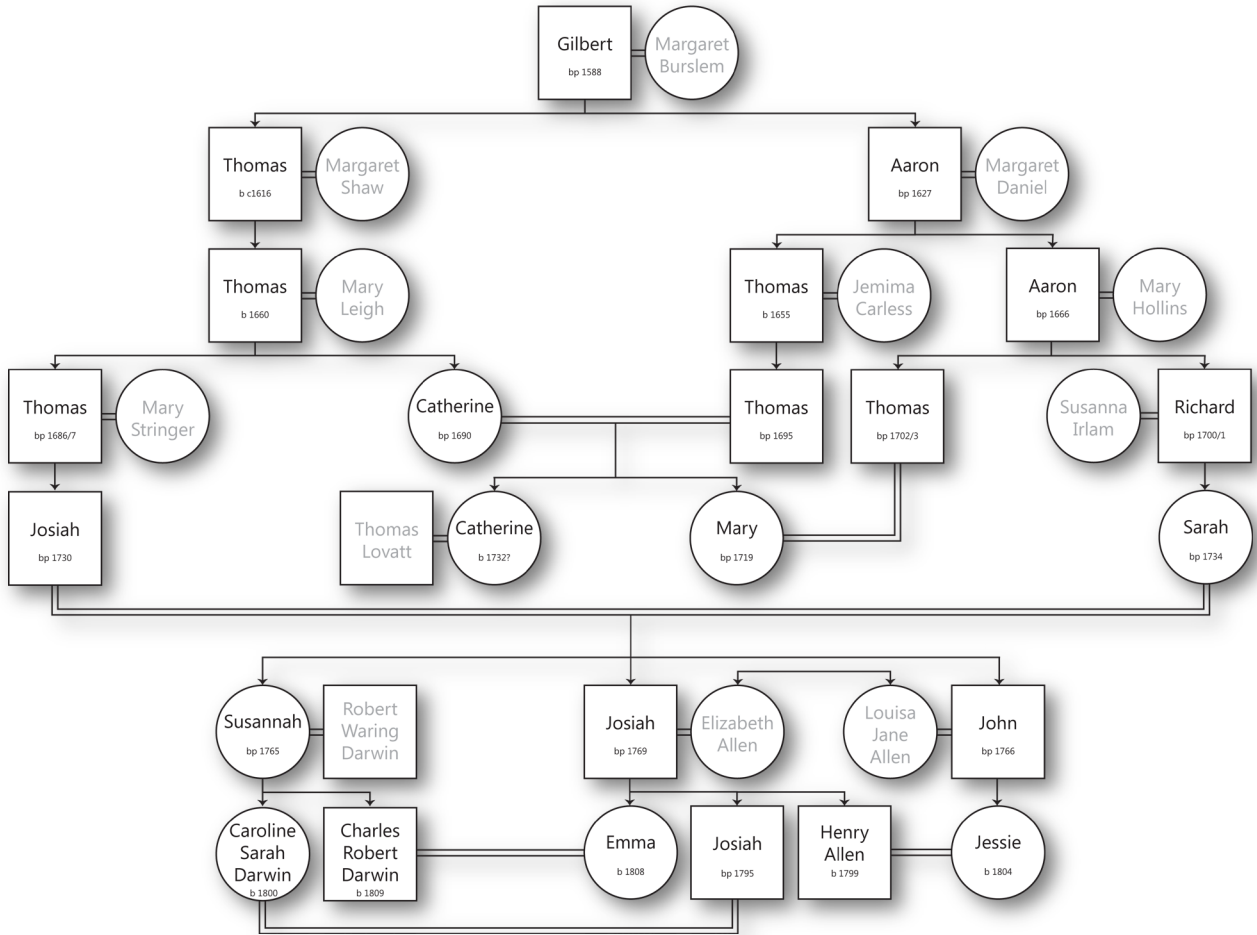 Gilbert
bp 1588
Margaret
Burslem
Thomas
b c1616
Margaret
Shaw
Aaron
bp 1627
Margaret
Daniel
Thomas
b 1660
Mary
Leigh
Thomas
b 1655
Jemima
Carless
Aaron
bp 1666
Mary
Hollins
Thomas
bp 1686/7
Mary
Stringer
Catherine
bp 1690
Thomas
bp 1695
Thomas
bp 1702/3
Susanna
Irlam
Richard
bp 1700/1
Josiah
bp 1730
Thomas
Lovatt
Catherine
b 1732?
Mary
bp 1719
Sarah
bp 1734
Susannah
bp 1765
Robert
Waring
Darwin
Josiah
bp 1769
Elizabeth
Allen
Louisa
Jane
Allen
John
bp 1766
Caroline
Sarah
Darwin
b 1800
Charles
Robert
Darwin
b 1809
Emma
b 1808
Josiah
bp 1795
Henry
Allen
b 1799
Jessie
b 1804